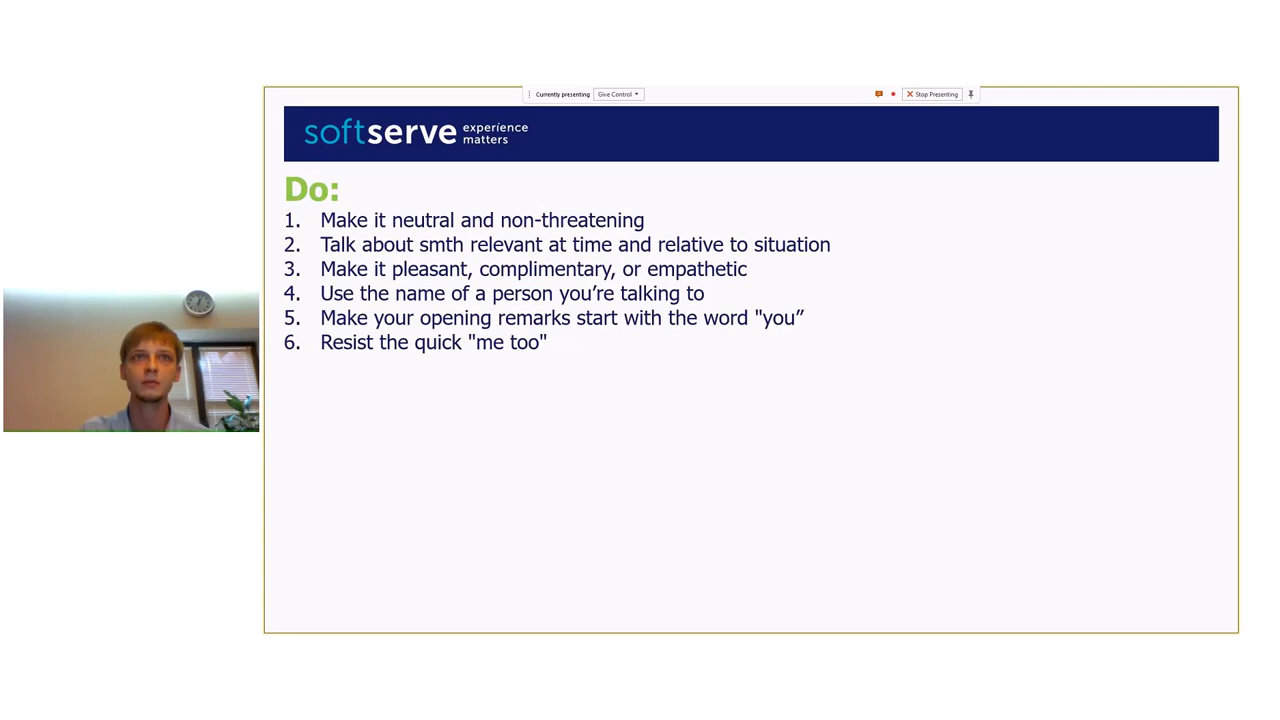 Currently presenting Give Control Stop Presenting
softserve experience
matters
Do:
1. Make it neutral and non-threatening
2. Talk about smth relevant at time and relative to situation
3. Make it pleasant, complimentary, or empathetic
4. Use the name of a person you’re talking to
5. Make your opening remarks start with the word "you”
6. Resist the quick "me too"